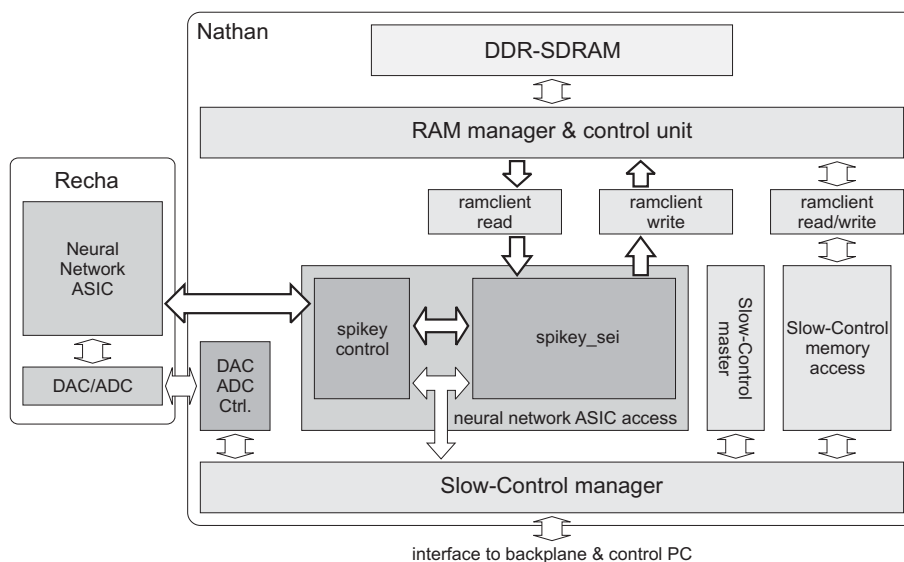 Nathan
DDR-SDRAM
RAM manager & control unit
Recha
ramclient
read
ramclient
write
ramclient
read/write
Neural
Network
ASIC
spikey
control
spikey_sei
Slow-Control
master
Slow-Control
memory
access
DAC/ADC
DAC
ADC
Ctrl.
neural network ASIC access
Slow-Control manager
interface to backplane & control PC